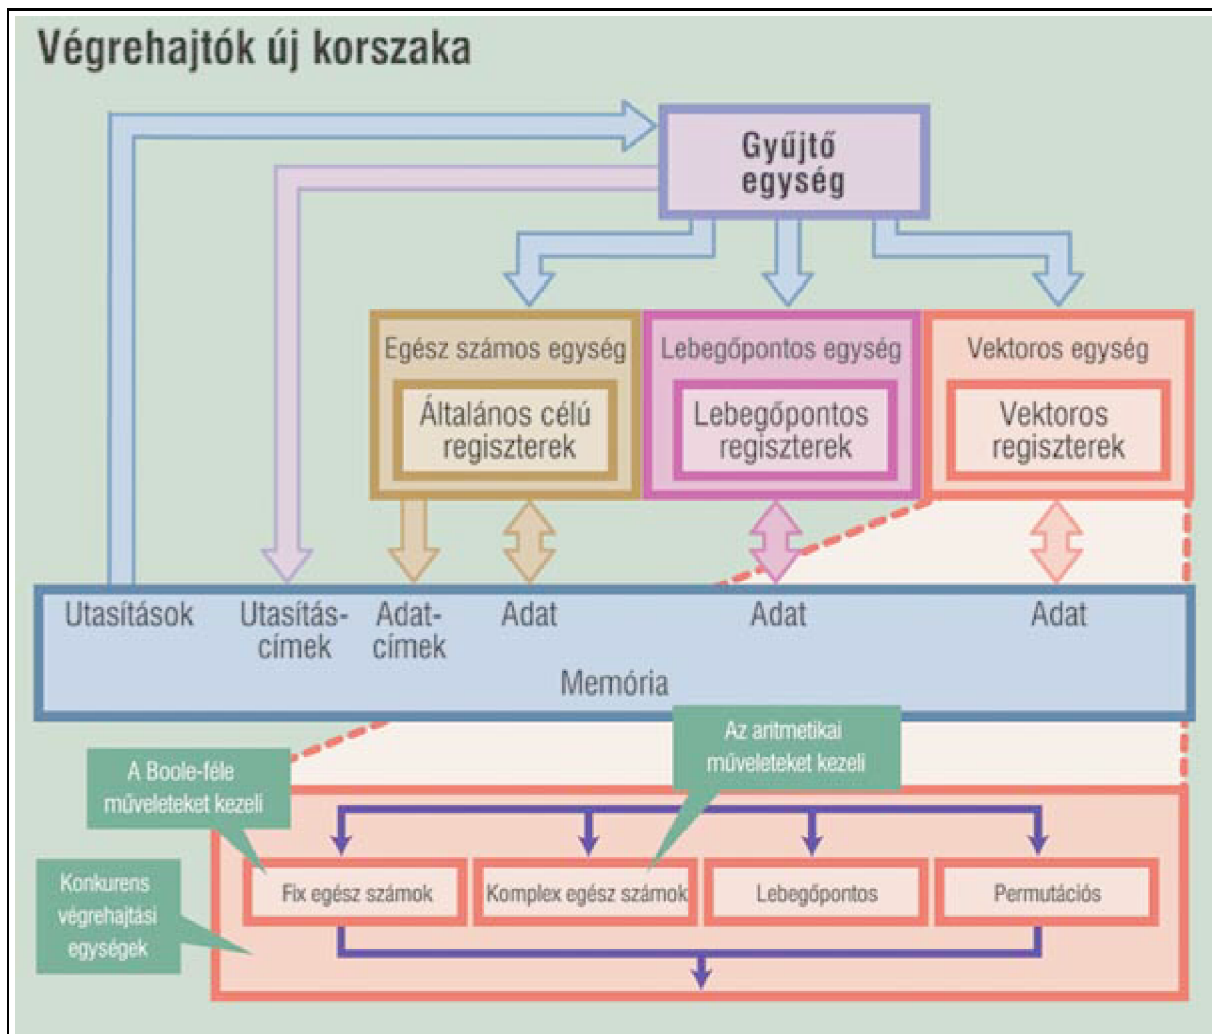 Végrehajtók új korszaka
Gyűjtő
egység
Egész számos egység
Általános célú
regiszterek
Lebegőpontos egység
Lebegőpontos
regiszterek
Vektoros egység
Vektoros
regiszterek
Utasítások
Utasítás-
címek
Adat-
címek
Adat
Adat
Adat
Memória
A Boole-féle
műveleteket kezeli
Az aritmetikai
műveleteket kezeli
Konkurens
végrehajtási
egységek
Fix egész számok
Komplex egész számok
Lebegőpontos
Permutációs